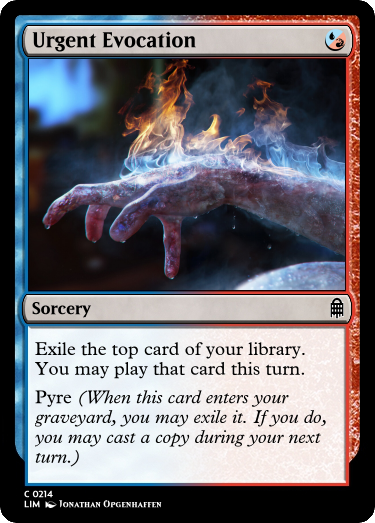 Urgent Evocation
Sorcery
Exile the top card of your library.
You may play that card this turn.
Pyre (When this card enters your
graveyard, you may exile it. If you do,
you may cast a copy during your next
turn.)
C 0214
LIM Jonathan Opgenhaffen